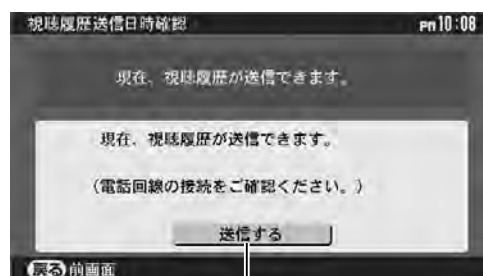 視聴履歴送信日時確認 PM10:08
現在、視聴履歴が送信できます。
現在、視聴履歴が送信できます。
（電話回線の接続をご確認ください。）
送信する
戻る 前画面